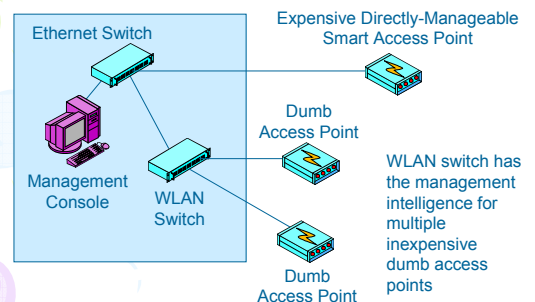 Ethernet Switch
Expensive Directly-Manageable
Smart Access Point
Dumb
Access Point
Management
Console
WLAN
Switch
WLAN switch has
the management
intelligence for
multiple
inexpensive
dumb access
points
Dumb
Access Point